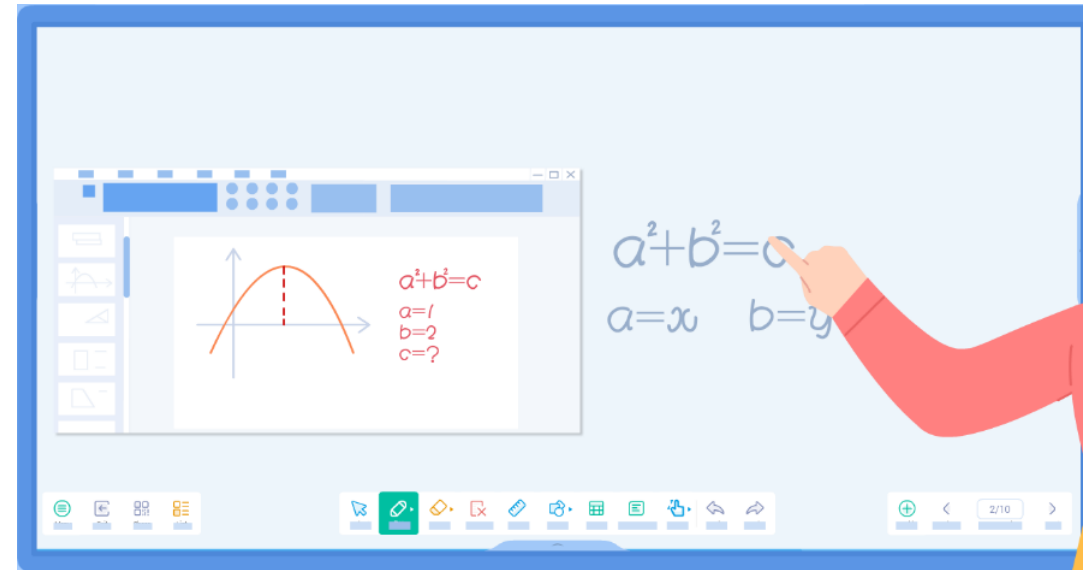 a²+b²=c
a=1
b=2
c=?
a²+b²=c
a=x b=y
2/10